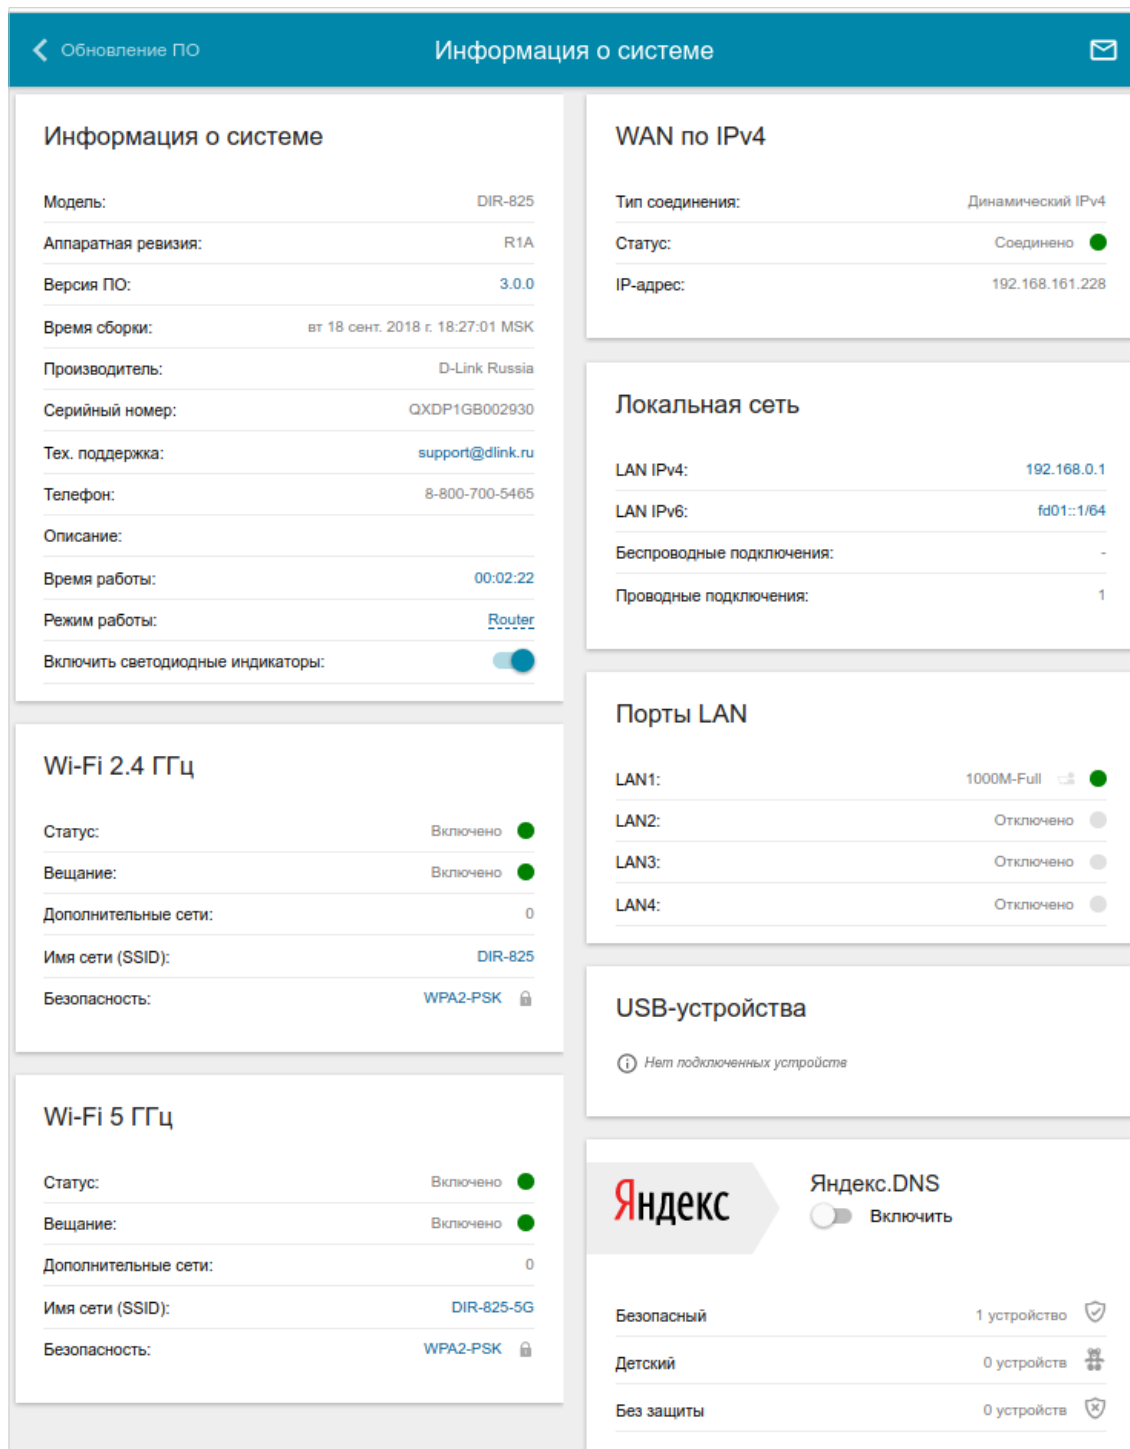 Обновление ПО
Информация о системе
Информация о системе
Модель: DIR-825
Аппаратная ревизия: R1A
Версия ПО: 3.0.0
Время сборки: вт 18 сент. 2018 г. 18:27:01 MSK
Производитель: D-Link Russia
Серийный номер: QXDP1GB002930
Тех. поддержка: support@dlink.ru
Телефон: 8-800-700-5465
Описание:
Время работы: 00:02:22
Режим работы: Router
Включить светодиодные индикаторы:
Wi-Fi 2.4 ГГц
Статус: Включено
Вещание: Включено
Дополнительные сети: 0
Имя сети (SSID): DIR-825
Безопасность: WPA2-PSK
Wi-Fi 5 ГГц
Статус: Включено
Вещание: Включено
Дополнительные сети: 0
Имя сети (SSID): DIR-825-5G
Безопасность: WPA2-PSK
WAN по IPv4
Тип соединения: Динамический IPv4
Статус: Соединено
IP-адрес: 192.168.161.228
Локальная сеть
LAN IPv4: 192.168.0.1
LAN IPv6: fd01::1/64
Беспроводные подключения: -
Проводные подключения: 1
Порты LAN
LAN1: 1000M-Full
LAN2: Отключено
LAN3: Отключено
LAN4: Отключено
USB-устройства
Нет подключенных устройств
Яндекс
Яндекс.DNS
Включить
Безопасный 1 устройство
Детский 0 устройств
Без защиты 0 устройств